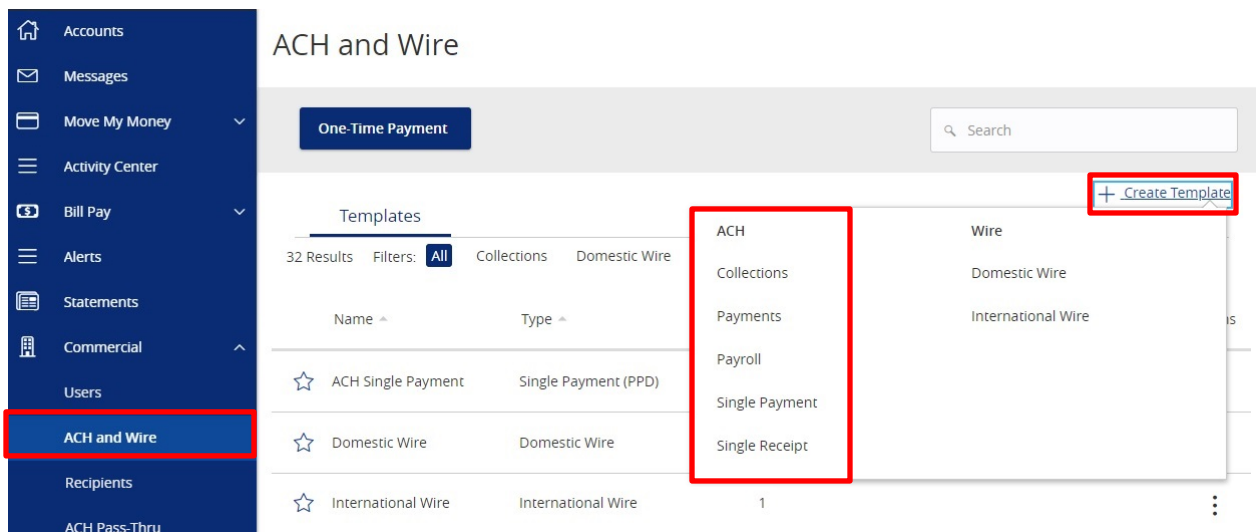 Accounts
Messages
Move My Money
Activity Center
Bill Pay
Alerts
Statements
Commercial
Users
ACH and Wire
Recipients
ACH Pass-Thru
ACH and Wire
One-Time Payment
Search
Create Template
Templates
32 Results Filters: All Collections Domestic Wire
Name Type
ACH Single Payment Single Payment (PPD)
Domestic Wire Domestic Wire
International Wire International Wire 1
ACH
Collections
Payments
Payroll
Single Payment
Single Receipt
Wire
Domestic Wire
International Wire